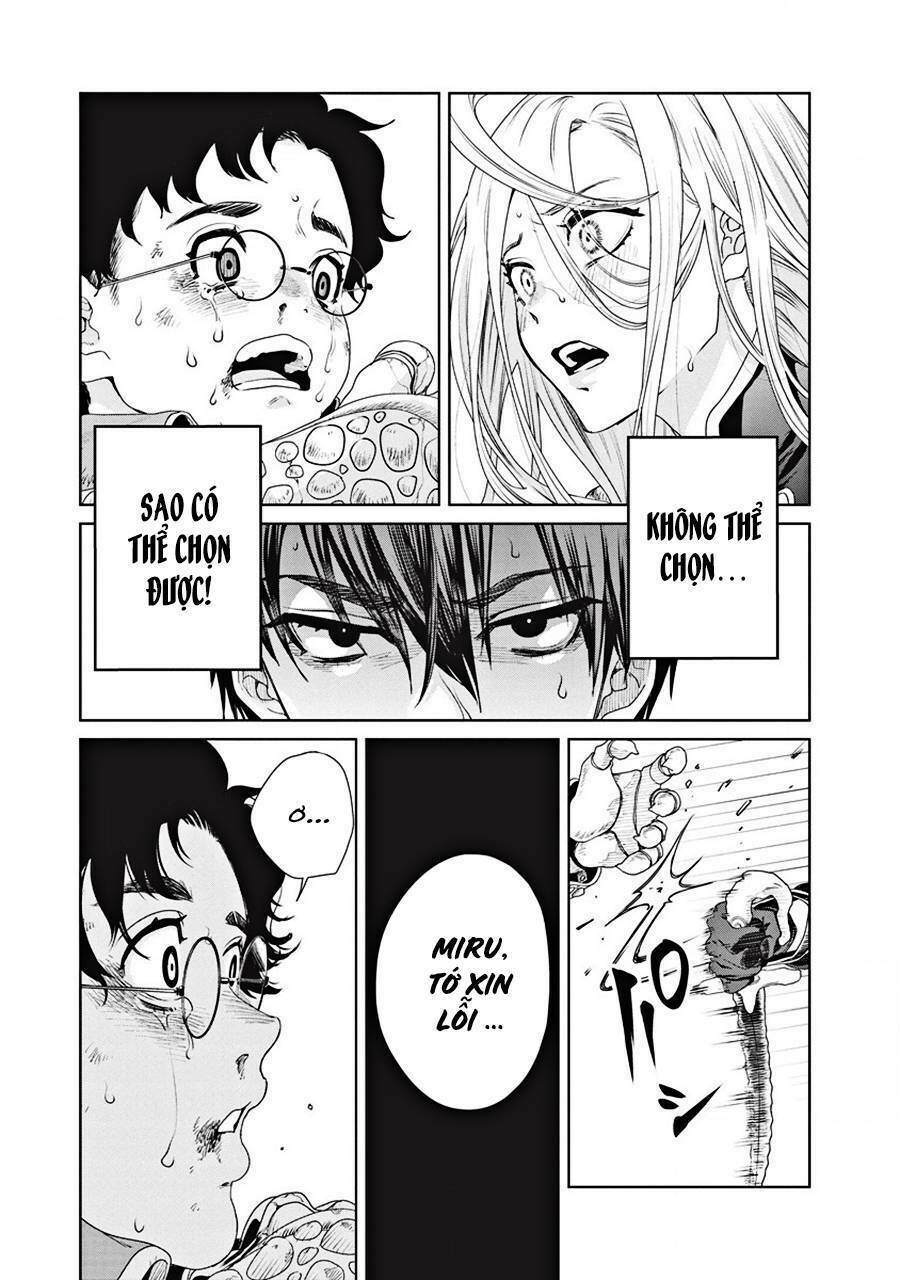 KHÔNG THỂ
CHỌN...
SAO CÓ
THỂ CHỌN
ĐƯỢC!
MIRU,
TỚ XIN
LỖI ...
Ơ...